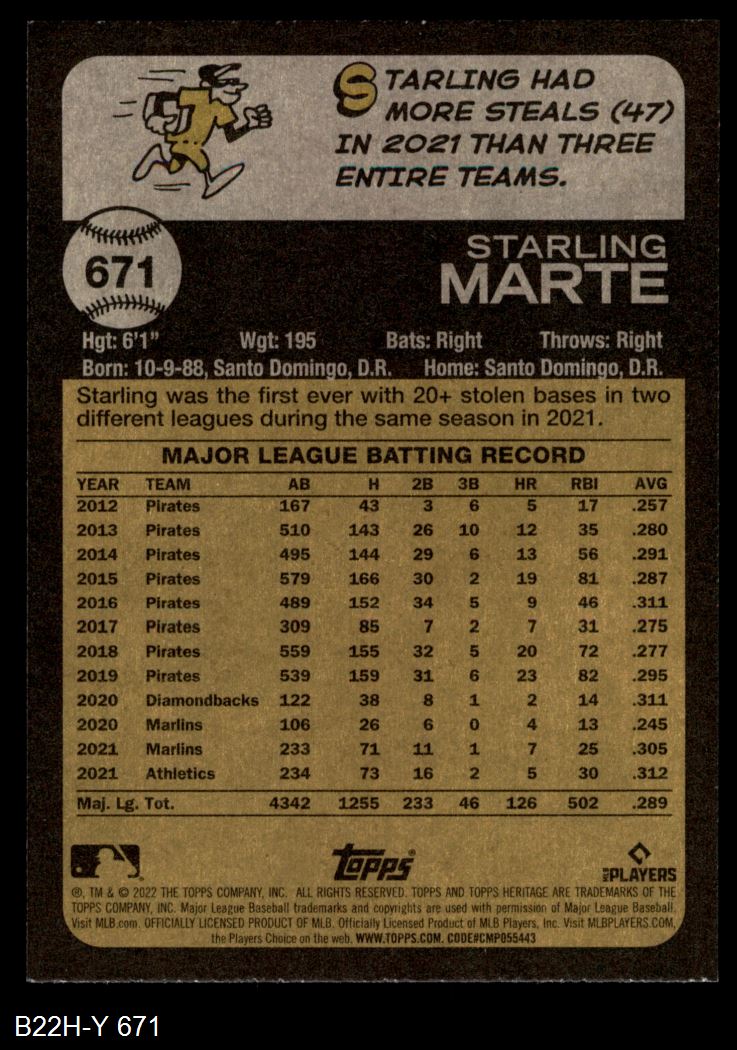 STARLING HAD
MORE STEALS (47)
IN 2021 THAN THREE
ENTIRE TEAMS.
671
STARLING
MARTE
Hgt: 6'1" Wgt: 195 Bats: Right Throws: Right
Born: 10-9-88, Santo Domingo, D.R. Home: Santo Domingo, D.R.
Starling was the first ever with 20+ stolen bases in two
different leagues during the same season in 2021.
MAJOR LEAGUE BATTING RECORD
YEAR TEAM AB H 2B 3B HR RBI AVG
2012 Pirates 167 43 3 6 5 17 .257
2013 Pirates 510 143 26 10 12 35 .280
2014 Pirates 495 144 29 6 13 56 .291
2015 Pirates 579 166 30 2 19 81 .287
2016 Pirates 489 152 34 5 9 46 .311
2017 Pirates 309 85 7 2 7 31 .275
2018 Pirates 559 155 32 5 20 72 .277
2019 Pirates 539 159 31 6 23 82 .295
2020 Diamondbacks 122 38 8 1 2 14 .311
2020 Marlins 106 26 6 0 4 13 .245
2021 Marlins 233 71 11 1 7 25 .305
2021 Athletics 234 73 16 2 5 30 .312
Maj. Lg. Tot. 4342 1255 233 46 126 502 .289
Topps® MLB PLAYERS
®, TM & © 2022 THE TOPPS COMPANY, INC. ALL RIGHTS RESERVED. TOPPS AND TOPPS HERITAGE ARE TRADEMARKS OF THE
TOPPS COMPANY, INC. Major League Baseball trademarks and copyrights are used with permission of Major League Baseball.
Visit MLB.com. OFFICIALLY LICENSED PRODUCT OF MLB. Officially Licensed Product of MLB Players, Inc. Visit MLBPLAYERS.COM,
the Players Choice on the web. WWW.TOPPS.COM. CODE#CMP055443
B22H-Y 671